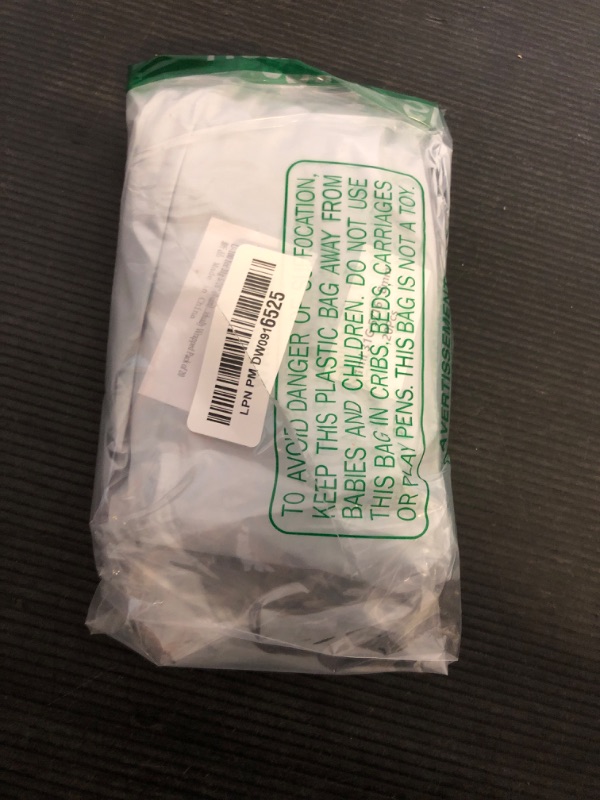 TO AVOID DANGER OF SUFFOCATION,
KEEP THIS PLASTIC BAG AWAY FROM
BABIES AND CHILDREN. DO NOT USE
THIS BAG IN CRIBS. BEDS, CARRIAGES
OR PLAY PENS. THIS BAG IS NOT A TOY.
LPN PM DW0916525
AVERTISSEMENT